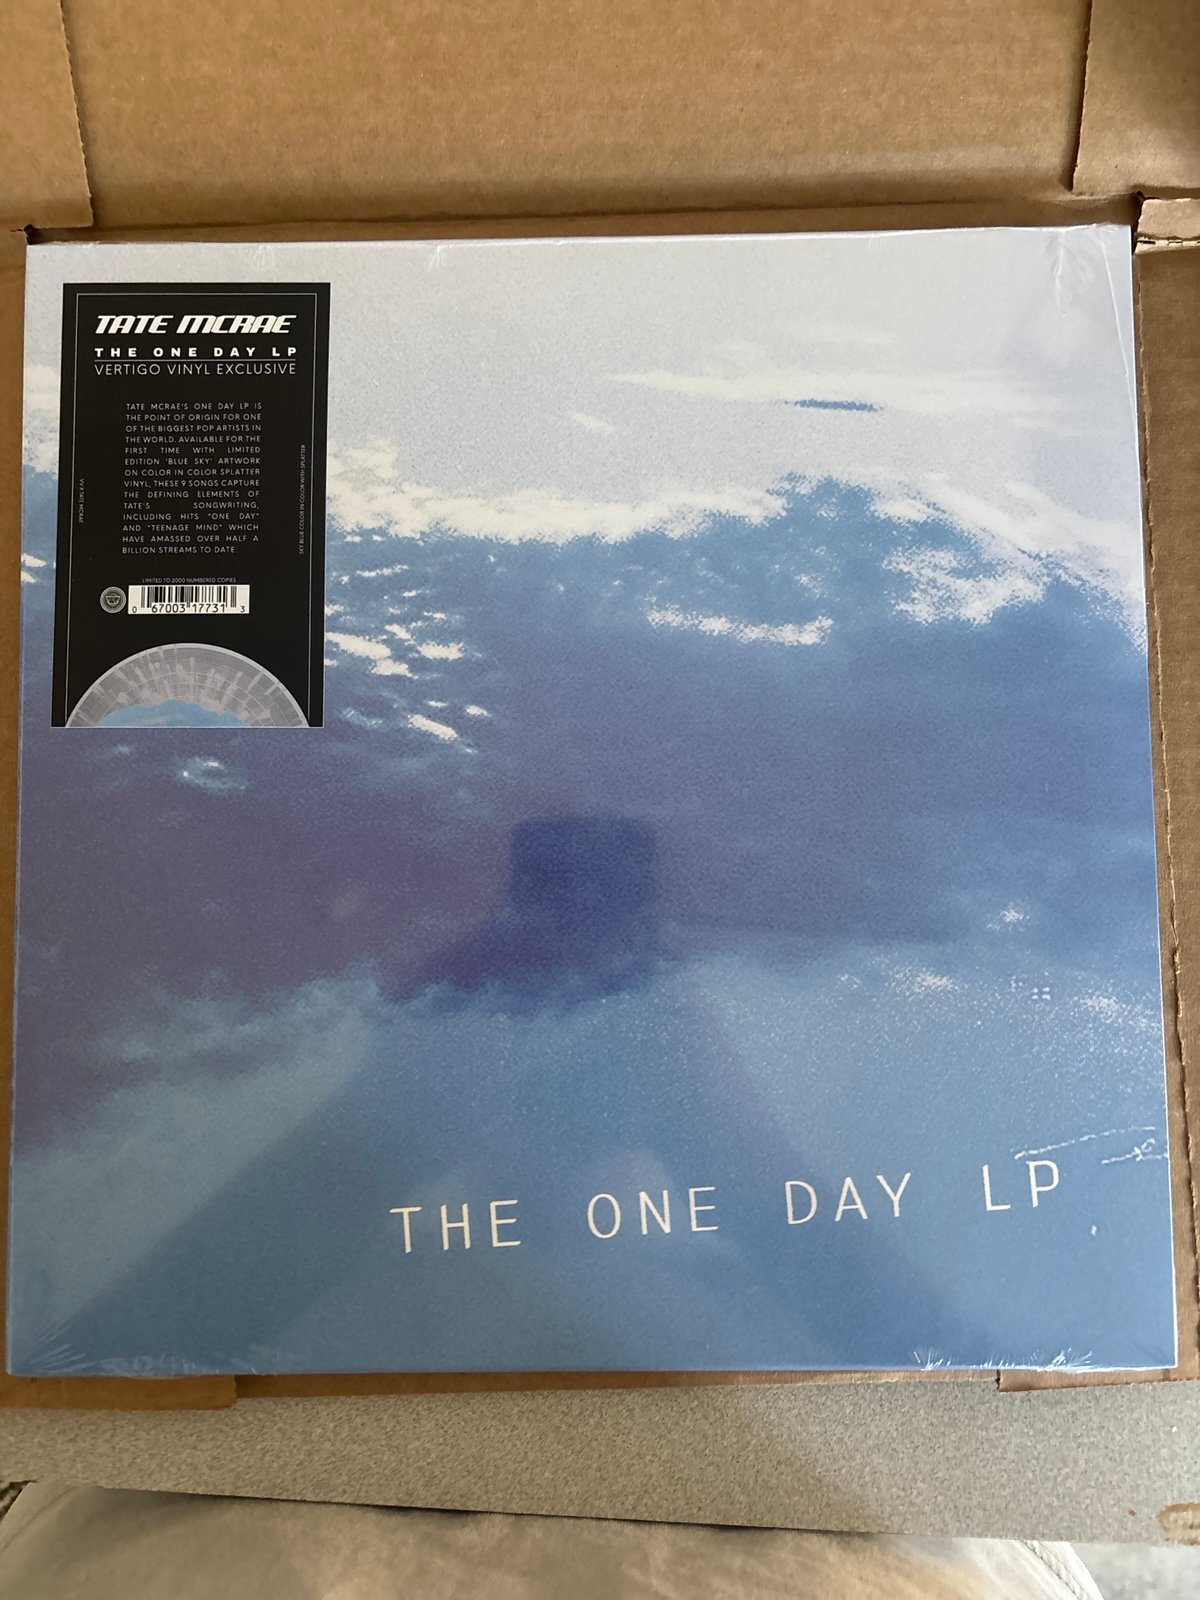 TATE MCRAE
THE ONE DAY LP
VERTIGO VINYL EXCLUSIVE
TATE MCRAE'S ONE DAY LP IS
THE POINT OF ORIGIN FOR ONE
OF THE BIGGEST POP ARTISTS IN
THE WORLD. AVAILABLE FOR THE
FIRST TIME WITH LIMITED
EDITION 'BLUE SKY' ARTWORK
ON COLOR IN COLOR SPLATTER
VINYL, THESE 9 SONGS CAPTURE
THE DEFINING ELEMENTS OF
TATE'S SONGWRITING,
INCLUDING HITS "ONE DAY"
AND "TEENAGE MIND" WHICH
HAVE AMASSED OVER HALF A
BILLION STREAMS TO DATE.
VV X TATE MCRAE
SKY BLUE COLOR IN COLOR WITH SPLATTER
LIMITED TO 2000 NUMBERED COPIES
0 67003 17731 3
THE ONE DAY LP